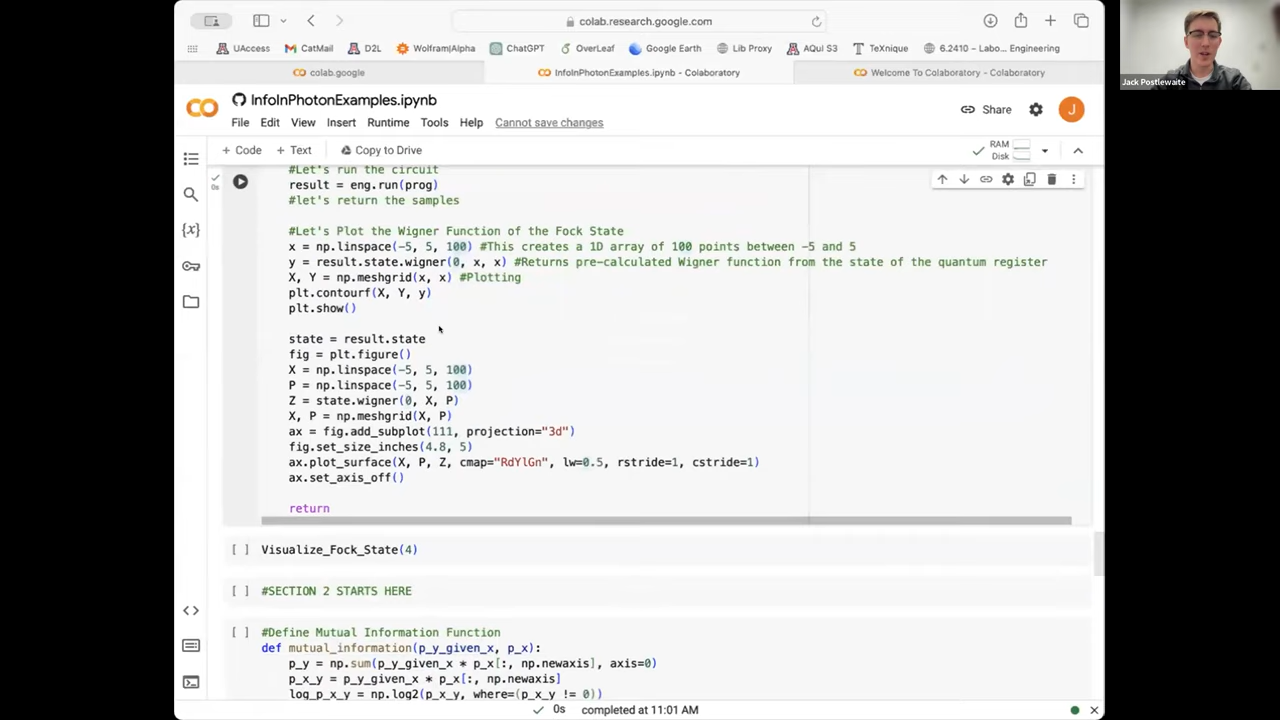 colab.research.google.com
UAccess CatMail D2L Wolfram|Alpha ChatGPT OverLeaf Google Earth Lib Proxy AQui S3 TeXnique 6.2410 – Labo... Engineering
colab.google InfoInPhotonExamples.ipynb - Colaboratory Welcome To Colaboratory - Colaboratory
Jack Postlewaite
InfoInPhotonExamples.ipynb
File Edit View Insert Runtime Tools Help Cannot save changes
Share J
+ Code + Text Copy to Drive
RAM
Disk
#Let's run the circuit
0s
result = eng.run(prog)
#let's return the samples
#Let's Plot the Wigner Function of the Fock State
x = np.linspace(-5, 5, 100) #This creates a 1D array of 100 points between -5 and 5
y = result.state.wigner(0, x, x) #Returns pre-calculated Wigner function from the state of the quantum register
X, Y = np.meshgrid(x, x) #Plotting
plt.contourf(X, Y, y)
plt.show()
state = result.state
fig = plt.figure()
X = np.linspace(-5, 5, 100)
P = np.linspace(-5, 5, 100)
Z = state.wigner(0, X, P)
X, P = np.meshgrid(X, P)
ax = fig.add_subplot(111, projection="3d")
fig.set_size_inches(4.8, 5)
ax.plot_surface(X, P, Z, cmap="RdYlGn", lw=0.5, rstride=1, cstride=1)
ax.set_axis_off()
return
[ ] Visualize_Fock_State(4)
[ ] #SECTION 2 STARTS HERE
[ ] #Define Mutual Information Function
def mutual_information(p_y_given_x, p_x):
p_y = np.sum(p_y_given_x * p_x[:, np.newaxis], axis=0)
p_x_y = p_y_given_x * p_x[:, np.newaxis]
log_p_x_y = np.log2(p_x_y, where=(p_x_y != 0))
0s completed at 11:01 AM